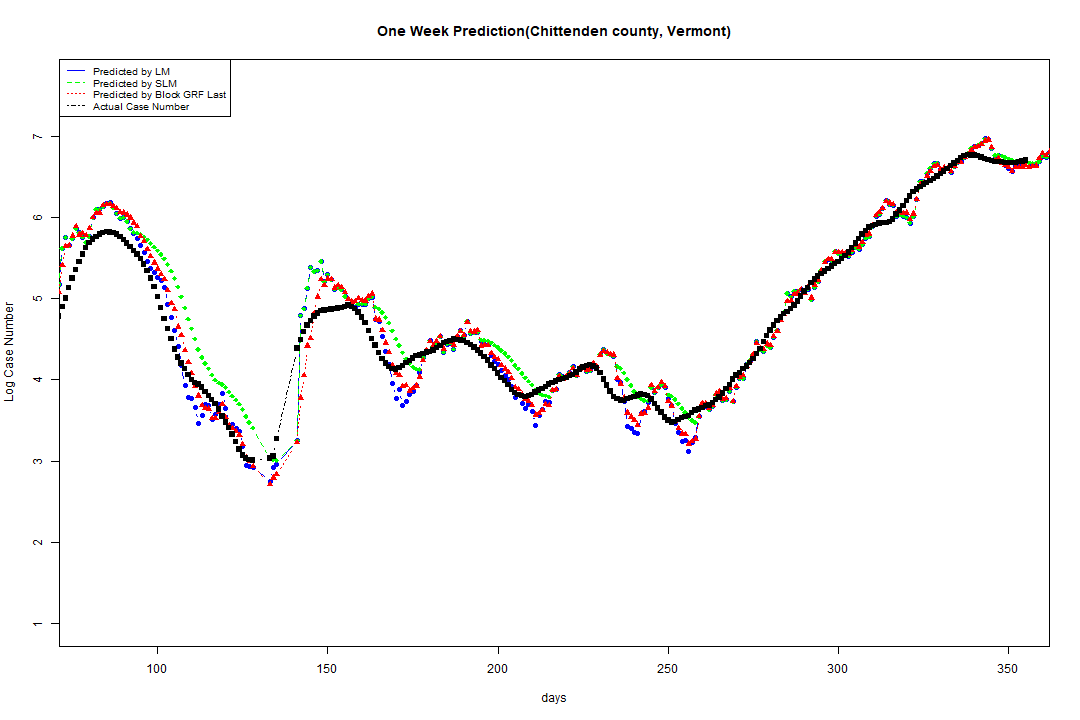 One Week Prediction(Chittenden county, Vermont)
Predicted by LM
Predicted by SLM
Predicted by Block GRF Last
Actual Case Number
7
6
5
4
3
2
1
Log Case Number
100 150 200 250 300 350
days